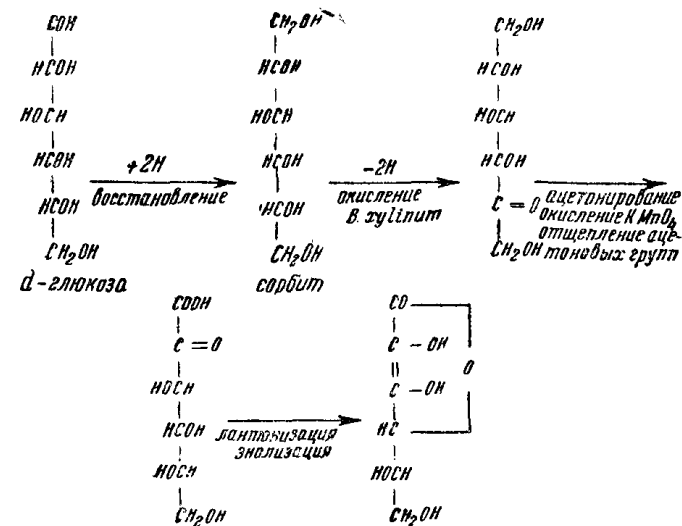 COH
HCOH
HOCH
HCOH
HCOH
CH2OH
d-глюкоза
+2H
восстановление
CH2OH
HCOH
HOCH
HCOH
HCOH
CH2OH
сорбит
-2H
окисление
B. xylinum
CH2OH
HCOH
HOCH
HCOH
C = O
CH2OH
ацетонирование
окисление KMnO4
отщепление аце-
тоновых групп
COOH
C = O
HOCH
HCOH
HOCH
CH2OH
лактонизация
энолизация
CO
C - OH
C - OH
HC
O
HOCH
CH2OH